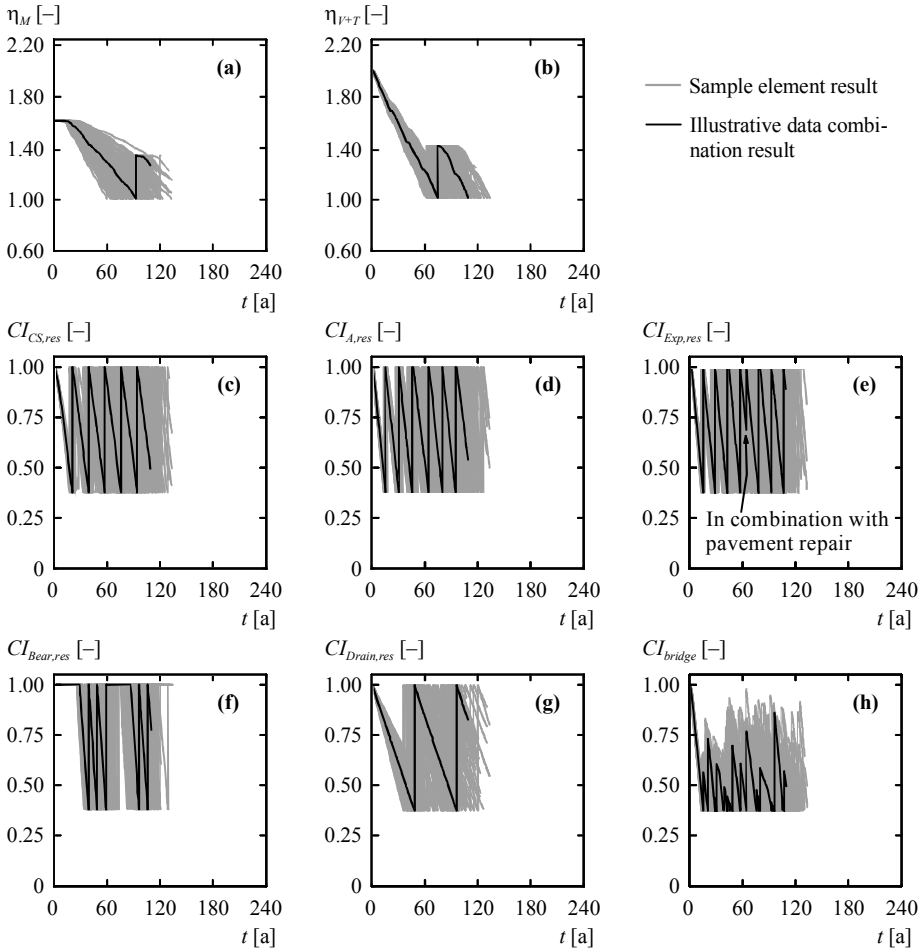 η_M [–]
η_V+T [–]
2.20
1.80
1.40
1.00
0.60
(a)
0 60 120 180 240
t [a]
2.20
1.80
1.40
1.00
0.60
(b)
0 60 120 180 240
t [a]
Sample element result
Illustrative data combi-
nation result
CI_CS,res [–]
1.00
0.75
0.50
0.25
0
(c)
0 60 120 180 240
t [a]
CI_A,res [–]
1.00
0.75
0.50
0.25
0
(d)
0 60 120 180 240
t [a]
CI_Exp,res [–]
1.00
0.75
0.50
0.25
0
(e)
In combination with
pavement repair
0 60 120 180 240
t [a]
CI_Bear,res [–]
1.00
0.75
0.50
0.25
0
(f)
0 60 120 180 240
t [a]
CI_Drain,res [–]
1.00
0.75
0.50
0.25
0
(g)
0 60 120 180 240
t [a]
CI_bridge [–]
1.00
0.75
0.50
0.25
0
(h)
0 60 120 180 240
t [a]